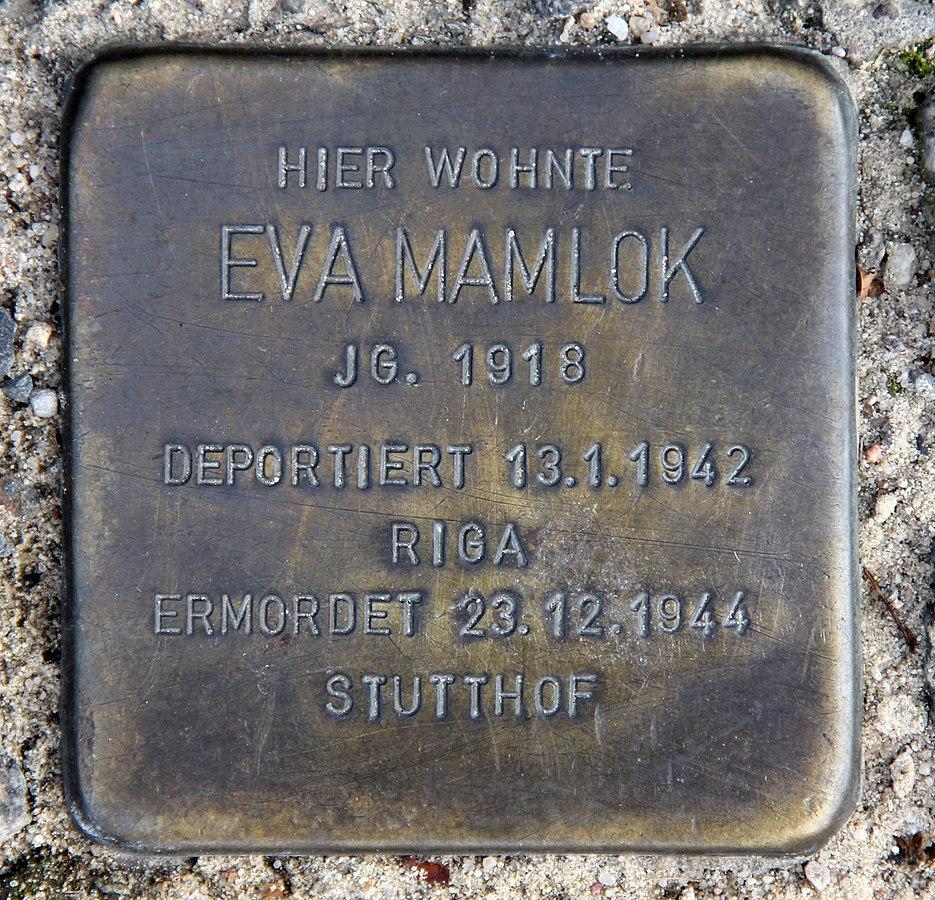 HIER WOHNTE
EVA MAMLOK
JG. 1918
DEPORTIERT 13.1.1942
RIGA
ERMORDET 23.12.1944
STUTTHOF